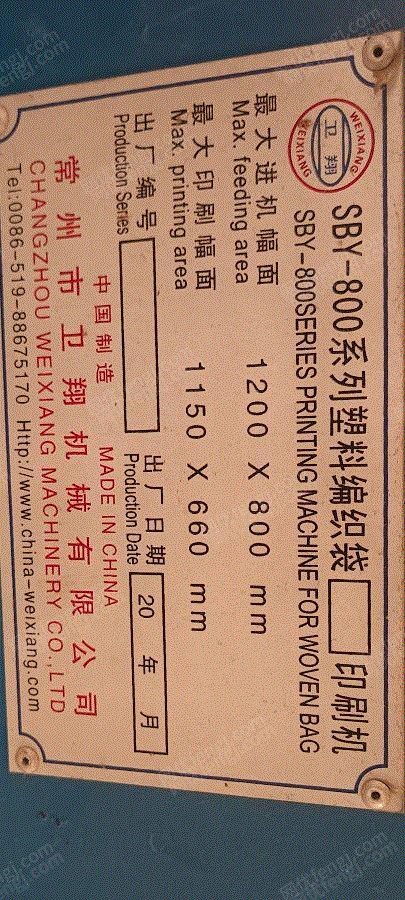 WEIXIANG
卫翔
WEIXIANG
SBY-800系列塑料编织袋 印刷机
SBY-800SERIES PRINTING MACHINE FOR WOVEN BAG
最大进机幅面 1200 X 800 mm
Max. feeding area
最大印刷幅面 1150 X 660 mm
Max. printing area
出厂编号 出厂日期 20 年 月
Production Series Production Date
中国制造 MADE IN CHINA
常州市卫翔机械有限公司
CHANGZHOU WEIXIANG MACHINERY CO.,LTD
Tel:0086-519-88675170 Http://www.china-weixiang.com